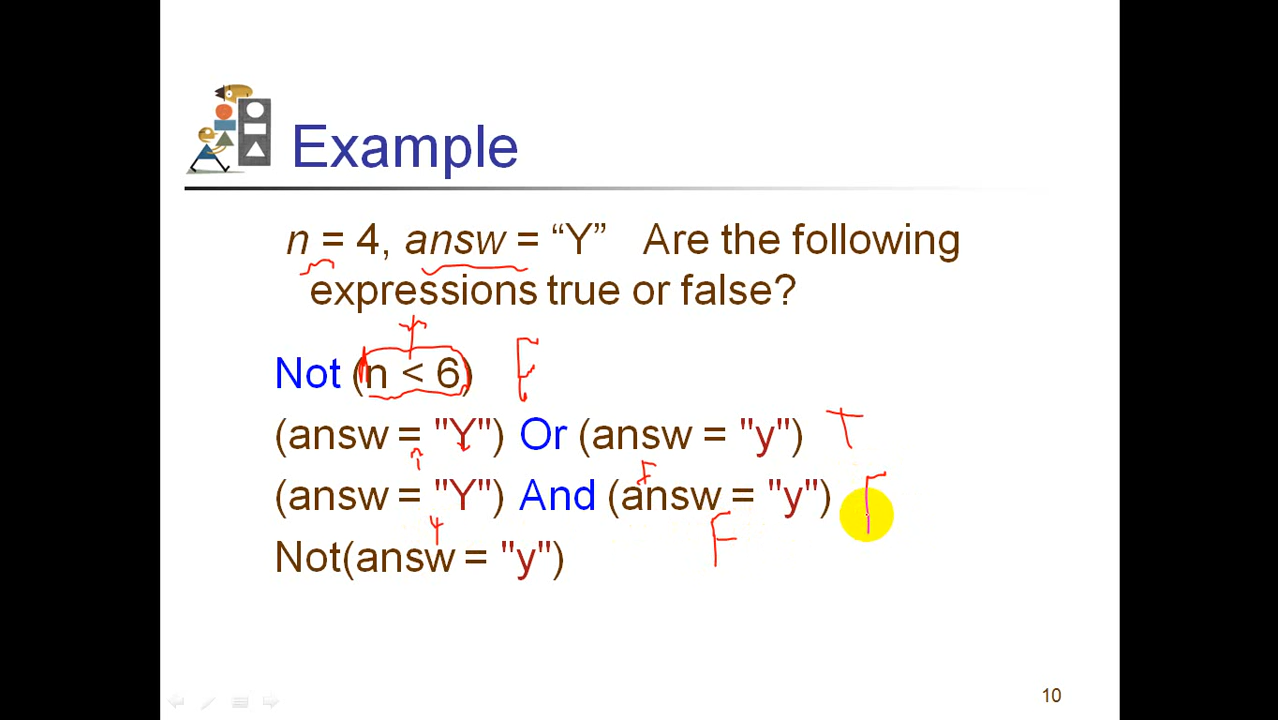 Example
n = 4, answ = “Y” Are the following
expressions true or false?
T
Not (n < 6) F
(answ = "Y") Or (answ = "y") T
T F
(answ = "Y") And (answ = "y") F
T F
Not(answ = "y")
10